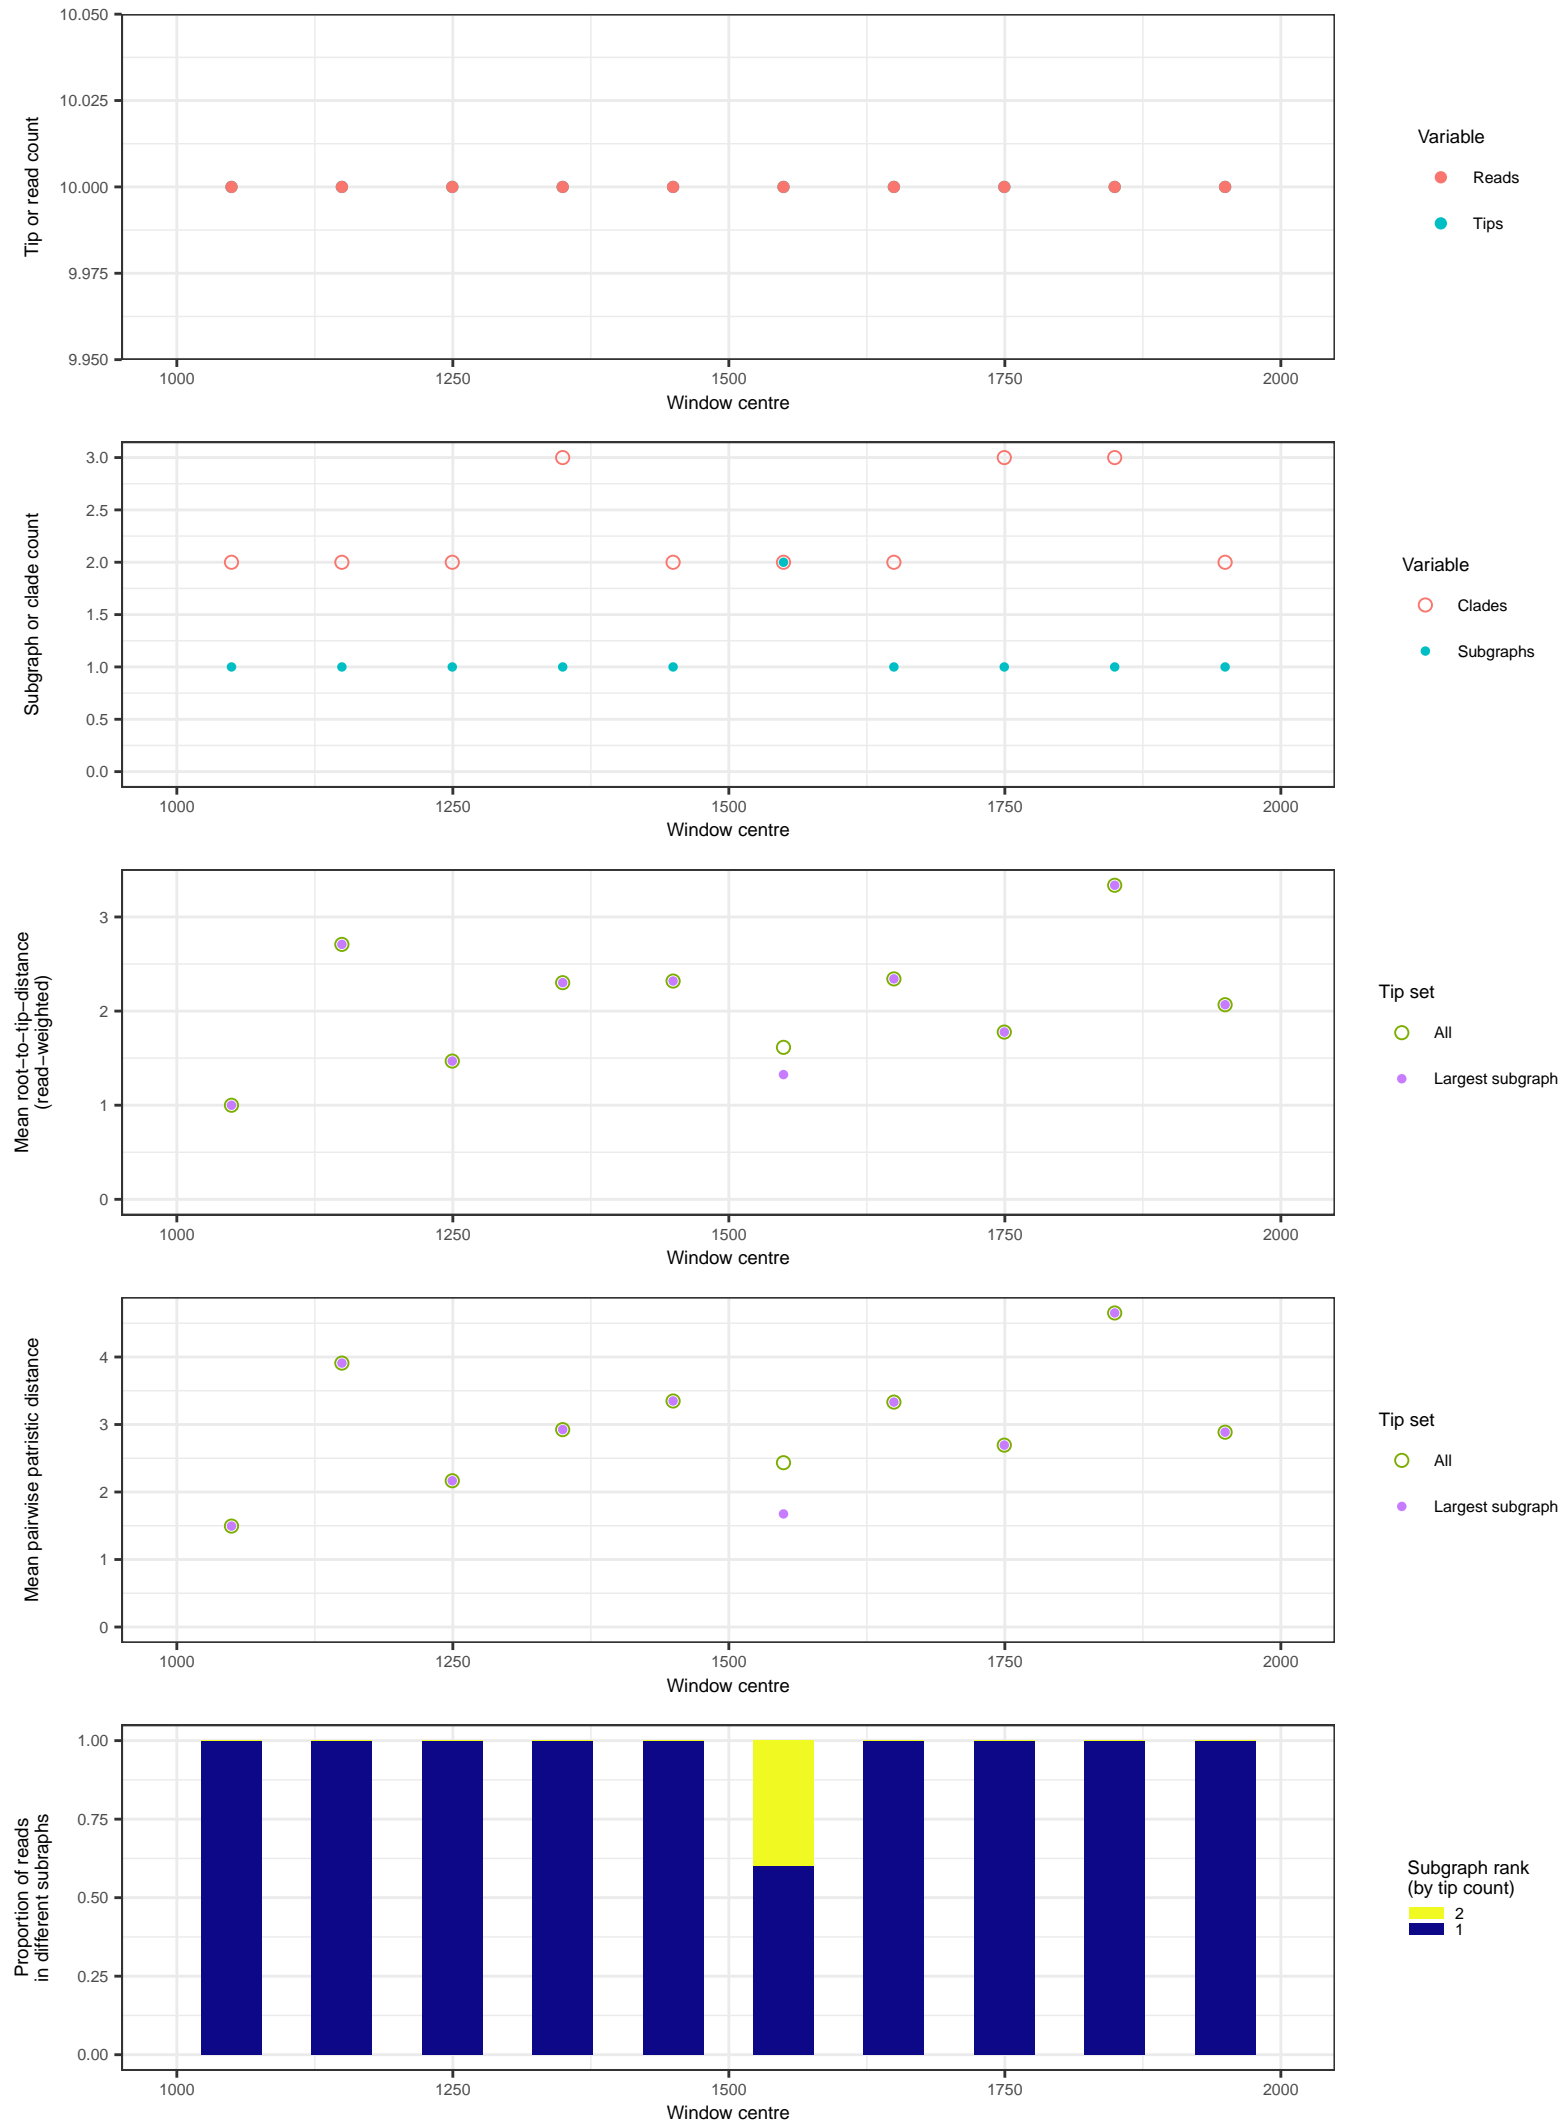 10.050
10.025
10.000
9.975
9.950
Tip or read count
1000 1250 1500 1750 2000
Window centre
Variable
Reads
Tips
3.0
2.5
2.0
1.5
1.0
0.5
0.0
Subgraph or clade count
1000 1250 1500 1750 2000
Window centre
Variable
Clades
Subgraphs
3
2
1
0
Mean root−to−tip−distance
(read−weighted)
1000 1250 1500 1750 2000
Window centre
Tip set
All
Largest subgraph
4
3
2
1
0
Mean pairwise patristic distance
1000 1250 1500 1750 2000
Window centre
Tip set
All
Largest subgraph
1.00
0.75
0.50
0.25
0.00
Proportion of reads
in different subraphs
1000 1250 1500 1750 2000
Window centre
Subgraph rank
(by tip count)
2
1